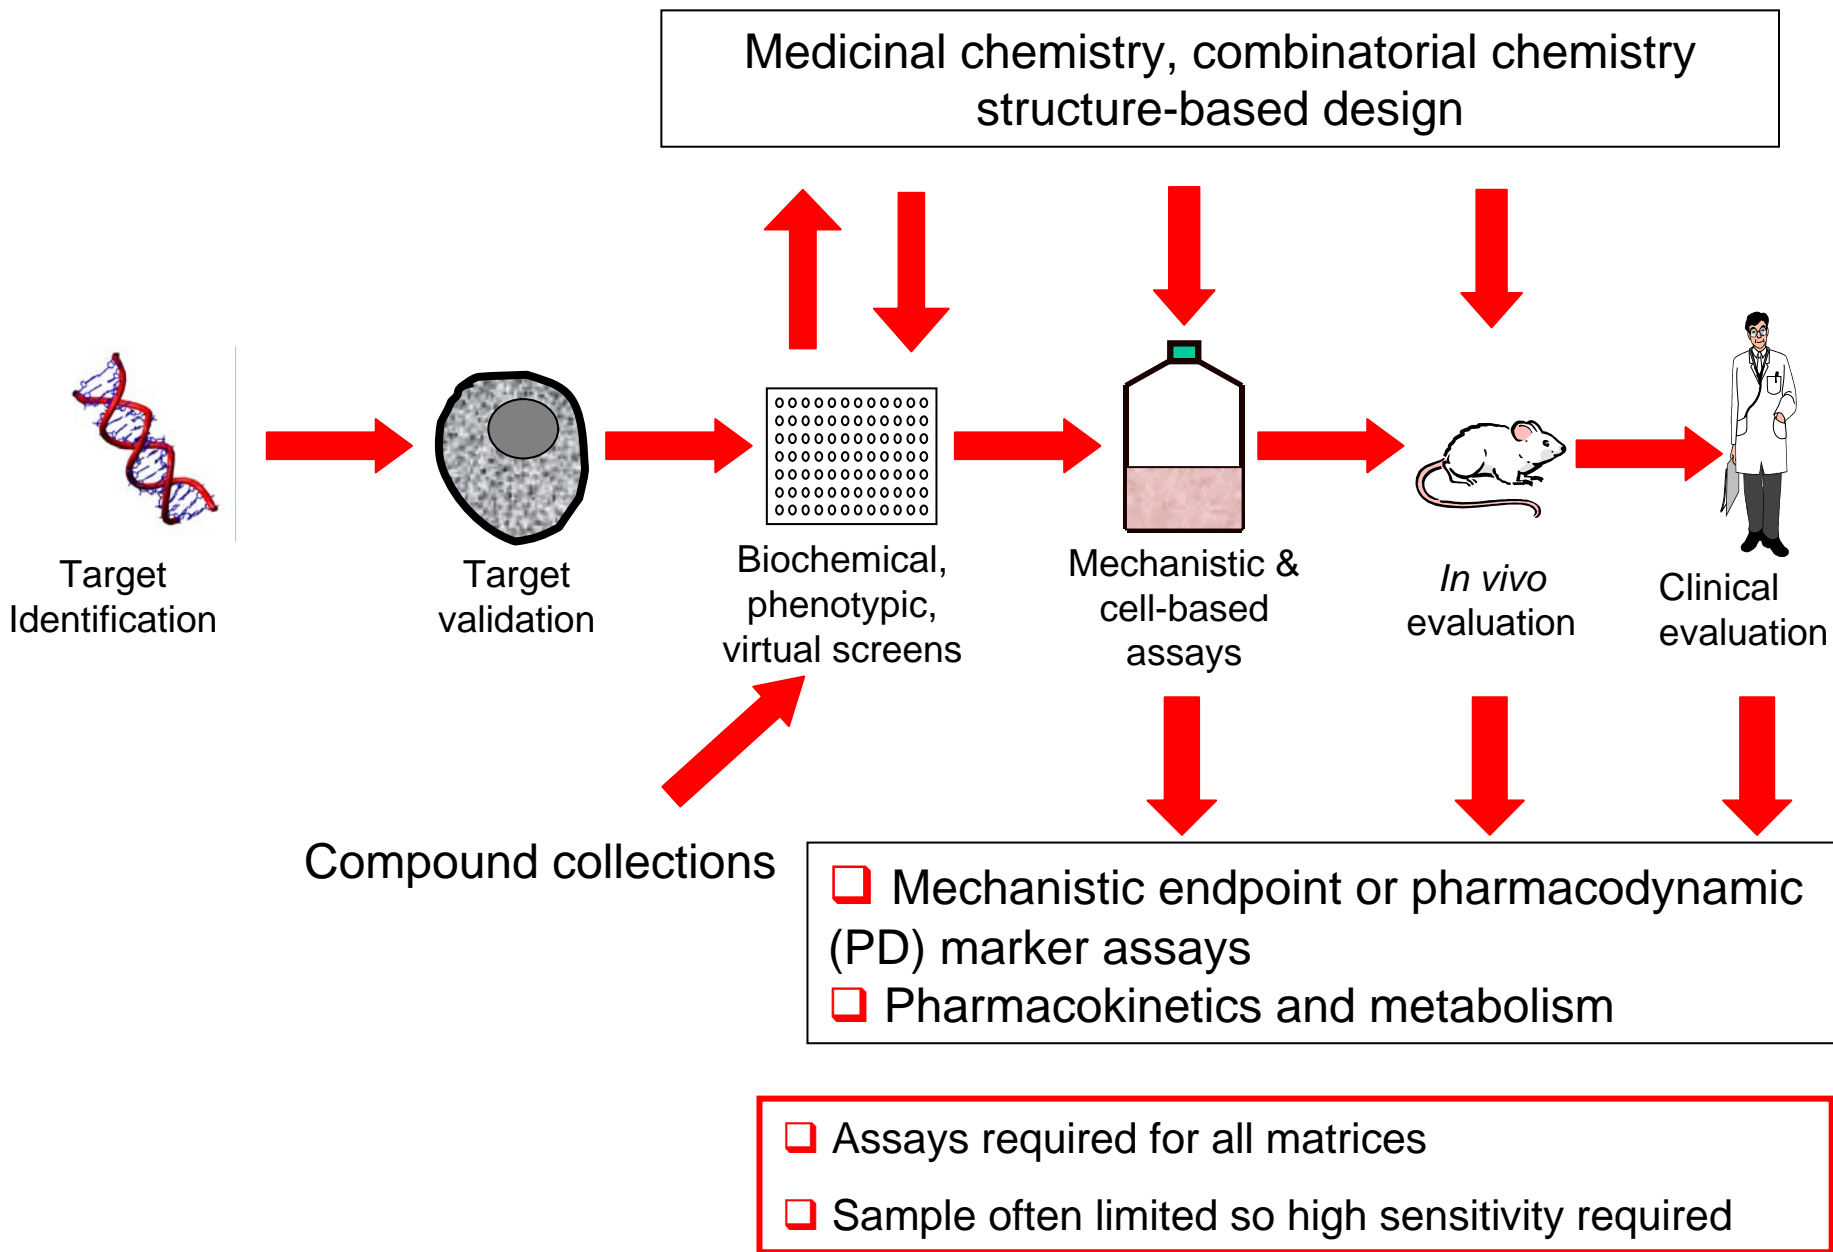 Medicinal chemistry, combinatorial chemistry
structure-based design
Target
Identification
Target
validation
Biochemical,
phenotypic,
virtual screens
Mechanistic &
cell-based
assays
In vivo
evaluation
Clinical
evaluation
Compound collections
Mechanistic endpoint or pharmacodynamic
(PD) marker assays
Pharmacokinetics and metabolism
Assays required for all matrices
Sample often limited so high sensitivity required